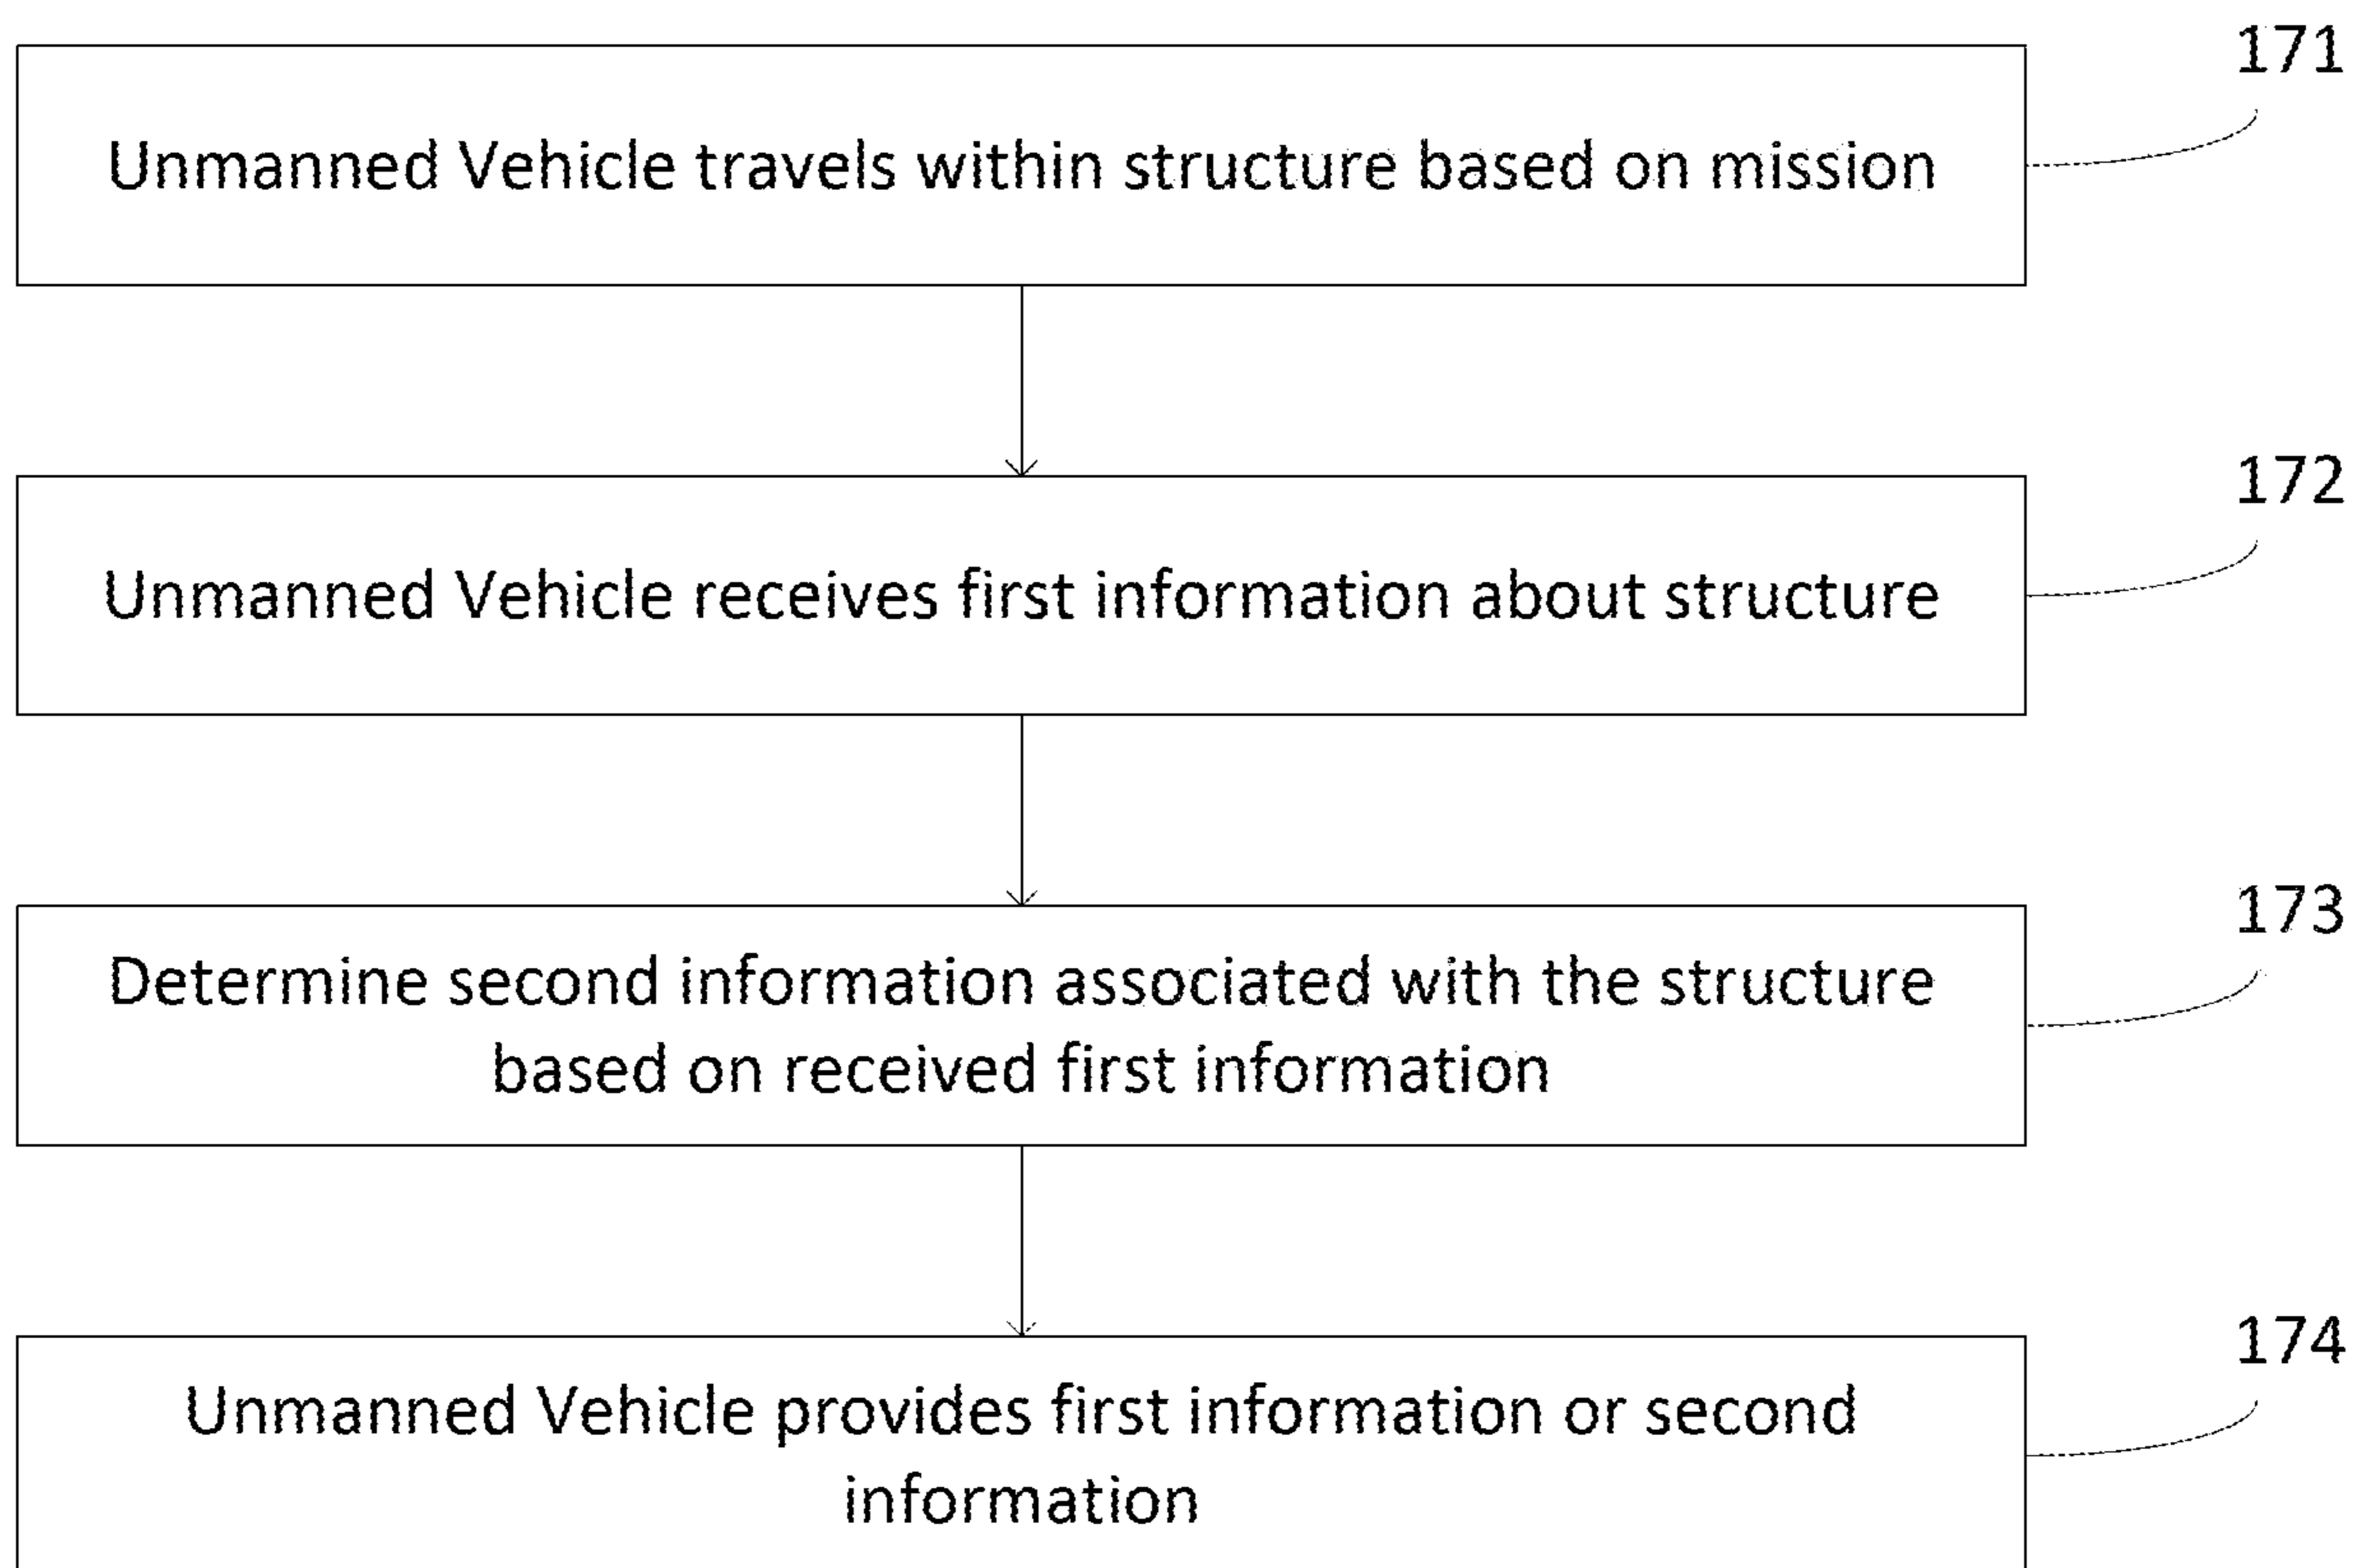 171
Unmanned Vehicle travels within structure based on mission
172
Unmanned Vehicle receives first information about structure
173
Determine second information associated with the structure
based on received first information
174
Unmanned Vehicle provides first information or second
information